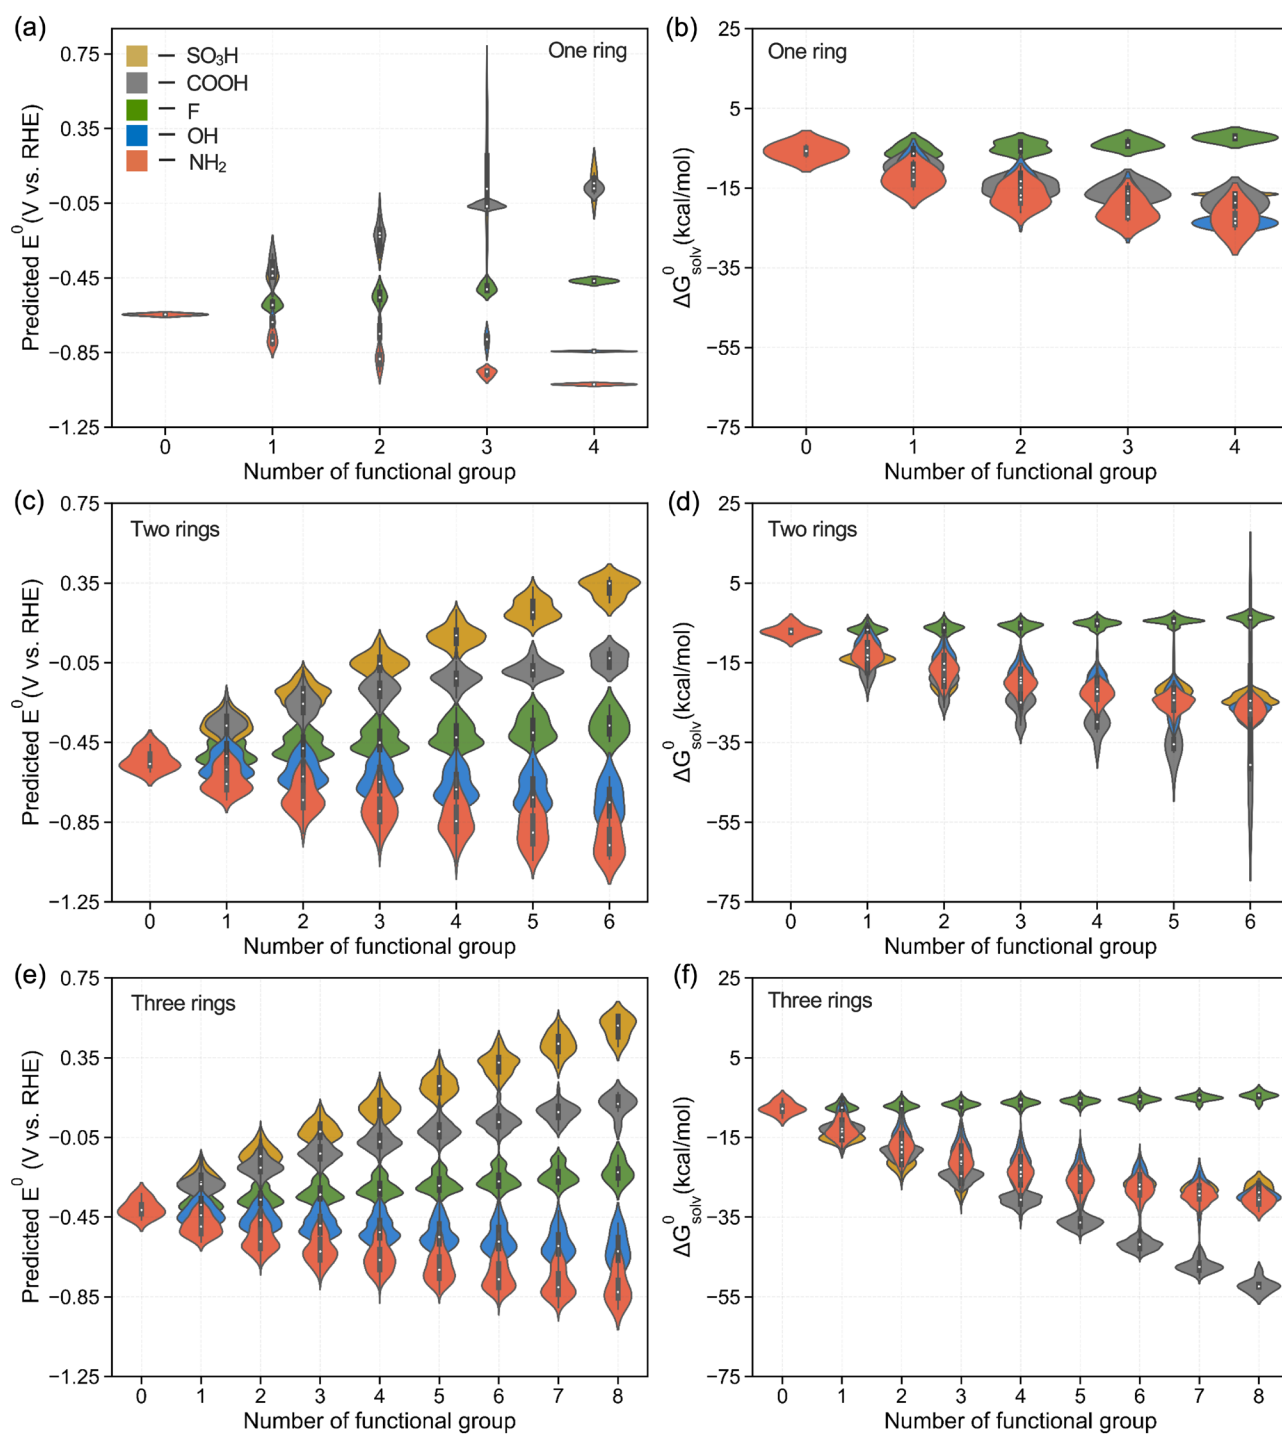 (a)
Predicted E⁰ (V vs. RHE)
0.75
0.35
−0.05
−0.45
−0.85
−1.25
One ring
SO₃H
COOH
F
OH
NH₂
0 1 2 3 4
Number of functional group
(b)
ΔG⁰solv(kcal/mol)
25
5
−15
−35
−55
−75
One ring
0 1 2 3 4
Number of functional group
(c)
Predicted E⁰ (V vs. RHE)
0.75
0.35
−0.05
−0.45
−0.85
−1.25
Two rings
0 1 2 3 4 5 6
Number of functional group
(d)
ΔG⁰solv(kcal/mol)
25
5
−15
−35
−55
−75
Two rings
0 1 2 3 4 5 6
Number of functional group
(e)
Predicted E⁰ (V vs. RHE)
0.75
0.35
−0.05
−0.45
−0.85
−1.25
Three rings
0 1 2 3 4 5 6 7 8
Number of functional group
(f)
ΔG⁰solv(kcal/mol)
25
5
−15
−35
−55
−75
Three rings
0 1 2 3 4 5 6 7 8
Number of functional group